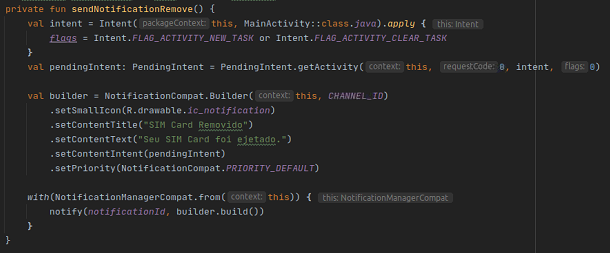 private fun sendNotificationRemove() {
val intent = Intent( packageContext: this, MainActivity::class.java).apply { this: Intent
flags = Intent.FLAG_ACTIVITY_NEW_TASK or Intent.FLAG_ACTIVITY_CLEAR_TASK
}
val pendingIntent: PendingIntent = PendingIntent.getActivity( context: this, requestCode: 0, intent, flags: 0)
val builder = NotificationCompat.Builder( context: this, CHANNEL_ID)
.setSmallIcon(R.drawable.ic_notification)
.setContentTitle("SIM Card Removido")
.setContentText("Seu SIM Card foi ejetado.")
.setContentIntent(pendingIntent)
.setPriority(NotificationCompat.PRIORITY_DEFAULT)
with(NotificationManagerCompat.from( context: this)) { this: NotificationManagerCompat
notify(notificationId, builder.build())
}
}